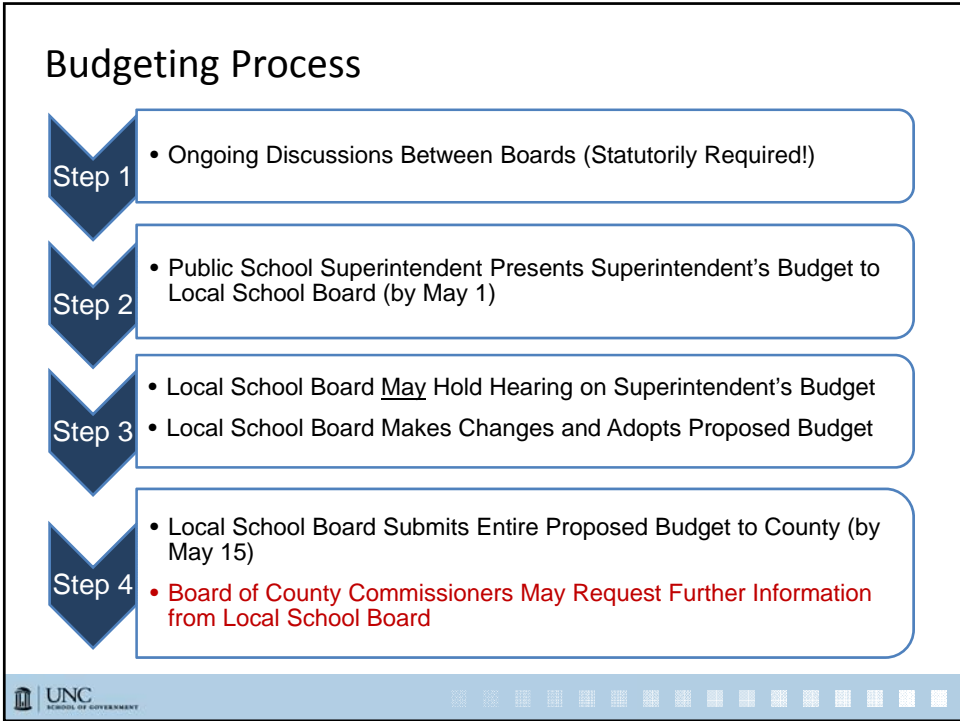 Budgeting Process
Step 1
• Ongoing Discussions Between Boards (Statutorily Required!)
Step 2
• Public School Superintendent Presents Superintendent’s Budget to
Local School Board (by May 1)
Step 3
• Local School Board May Hold Hearing on Superintendent’s Budget
• Local School Board Makes Changes and Adopts Proposed Budget
Step 4
• Local School Board Submits Entire Proposed Budget to County (by
May 15)
• Board of County Commissioners May Request Further Information
from Local School Board
UNC
SCHOOL OF GOVERNMENT